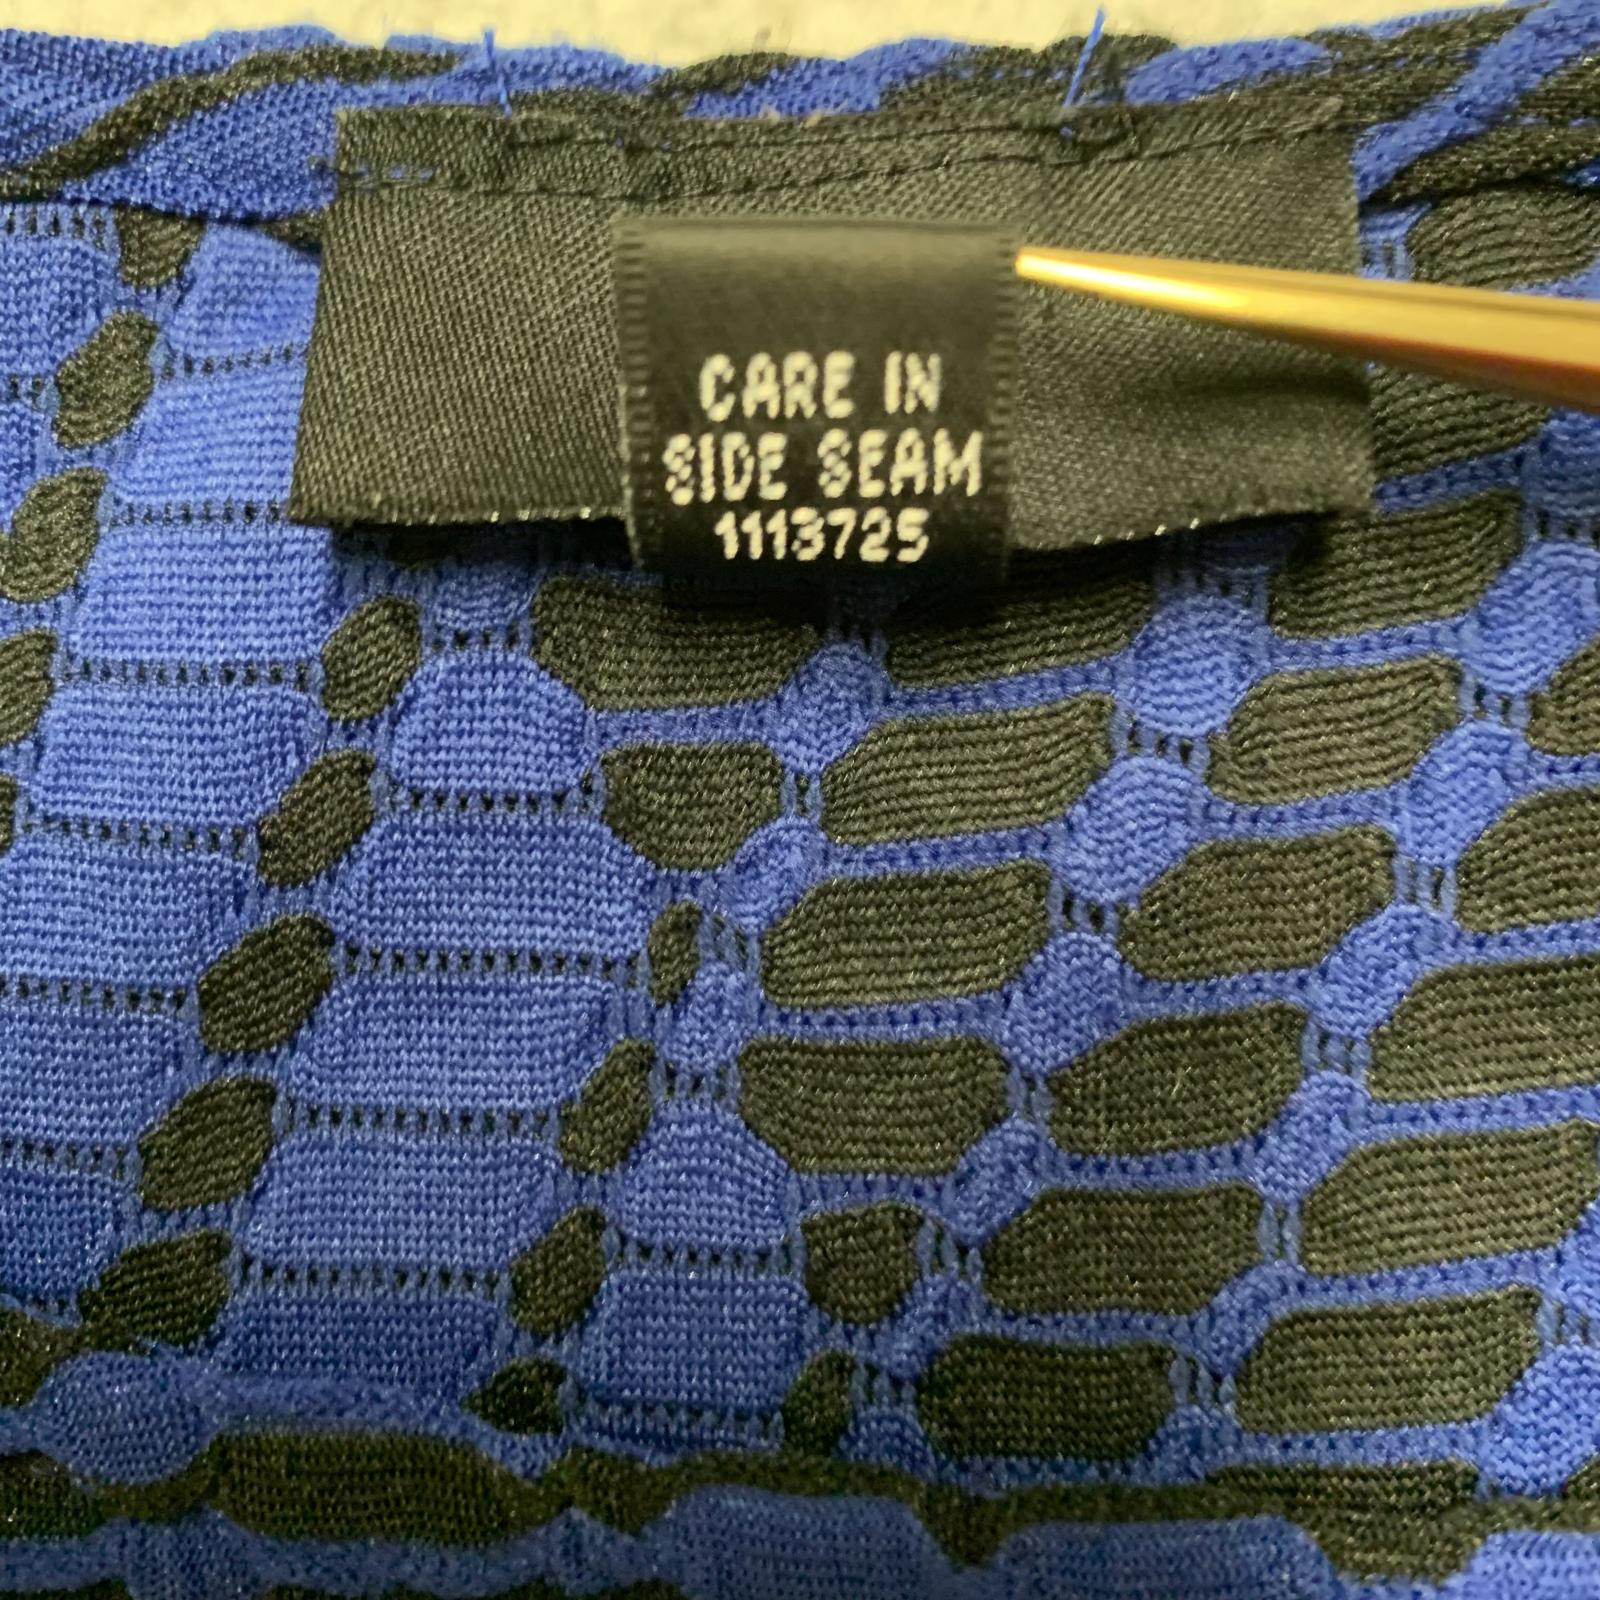 CARE IN
SIDE SEAM
1113725